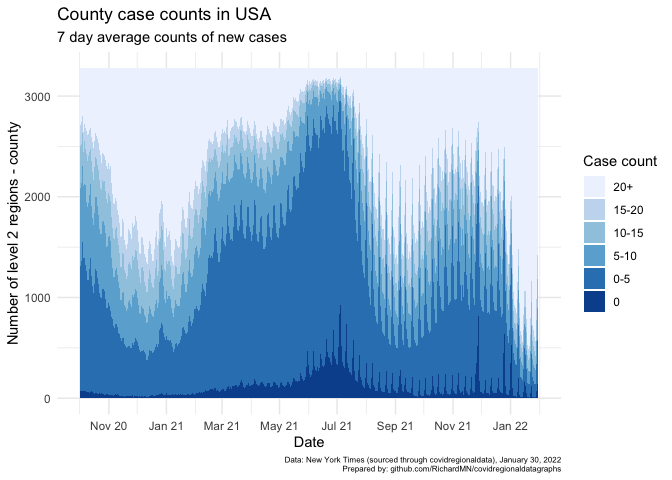 County case counts in USA
7 day average counts of new cases
Number of level 2 regions - county
3000
2000
1000
0
Nov 20 Jan 21 Mar 21 May 21 Jul 21 Sep 21 Nov 21 Jan 22
Date
Case count
20+
15-20
10-15
5-10
0-5
0
Data: New York Times (sourced through covidregionaldata), January 30, 2022
Prepared by: github.com/RichardMN/covidregionaldatagraphs